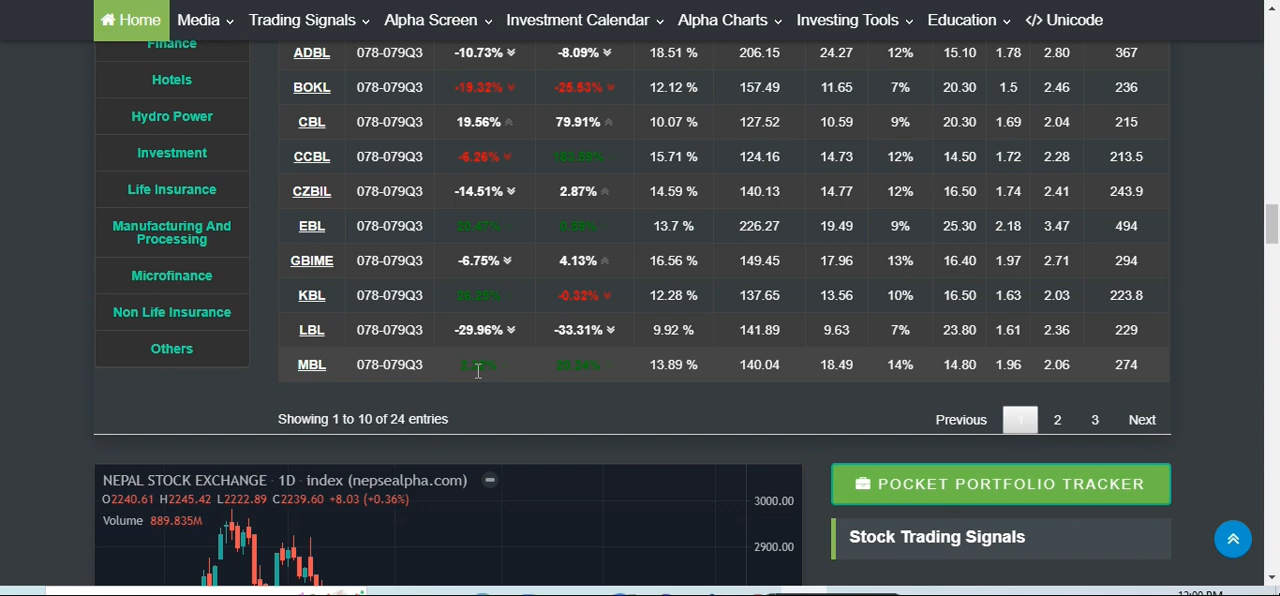 Home Media Trading Signals Alpha Screen Investment Calendar Alpha Charts Investing Tools Education </> Unicode
Finance
Hotels
Hydro Power
Investment
Life Insurance
Manufacturing And
Processing
Microfinance
Non Life Insurance
Others
ADBL 078-079Q3 -10.73% -8.09% 18.51 % 206.15 24.27 12% 15.10 1.78 2.80 367
BOKL 078-079Q3 -19.32% -25.53% 12.12 % 157.49 11.65 7% 20.30 1.5 2.46 236
CBL 078-079Q3 19.56% 79.91% 10.07 % 127.52 10.59 9% 20.30 1.69 2.04 215
CCBL 078-079Q3 -6.26% 15.71 % 124.16 14.73 12% 14.50 1.72 2.28 213.5
CZBIL 078-079Q3 -14.51% 2.87% 14.59 % 140.13 14.77 12% 16.50 1.74 2.41 243.9
EBL 078-079Q3 20.47% 13.7 % 226.27 19.49 9% 25.30 2.18 3.47 494
GBIME 078-079Q3 -6.75% 4.13% 16.56 % 149.45 17.96 13% 16.40 1.97 2.71 294
KBL 078-079Q3 -0.32% 12.28 % 137.65 13.56 10% 16.50 1.63 2.03 223.8
LBL 078-079Q3 -29.96% -33.31% 9.92 % 141.89 9.63 7% 23.80 1.61 2.36 229
MBL 078-079Q3 13.89 % 140.04 18.49 14% 14.80 1.96 2.06 274
Showing 1 to 10 of 24 entries
Previous 1 2 3 Next
NEPAL STOCK EXCHANGE · 1D · index (nepsealpha.com)
O2240.61 H2245.42 L2222.89 C2239.60 +8.03 (+0.36%)
Volume 889.835M
3000.00
2900.00
POCKET PORTFOLIO TRACKER
Stock Trading Signals